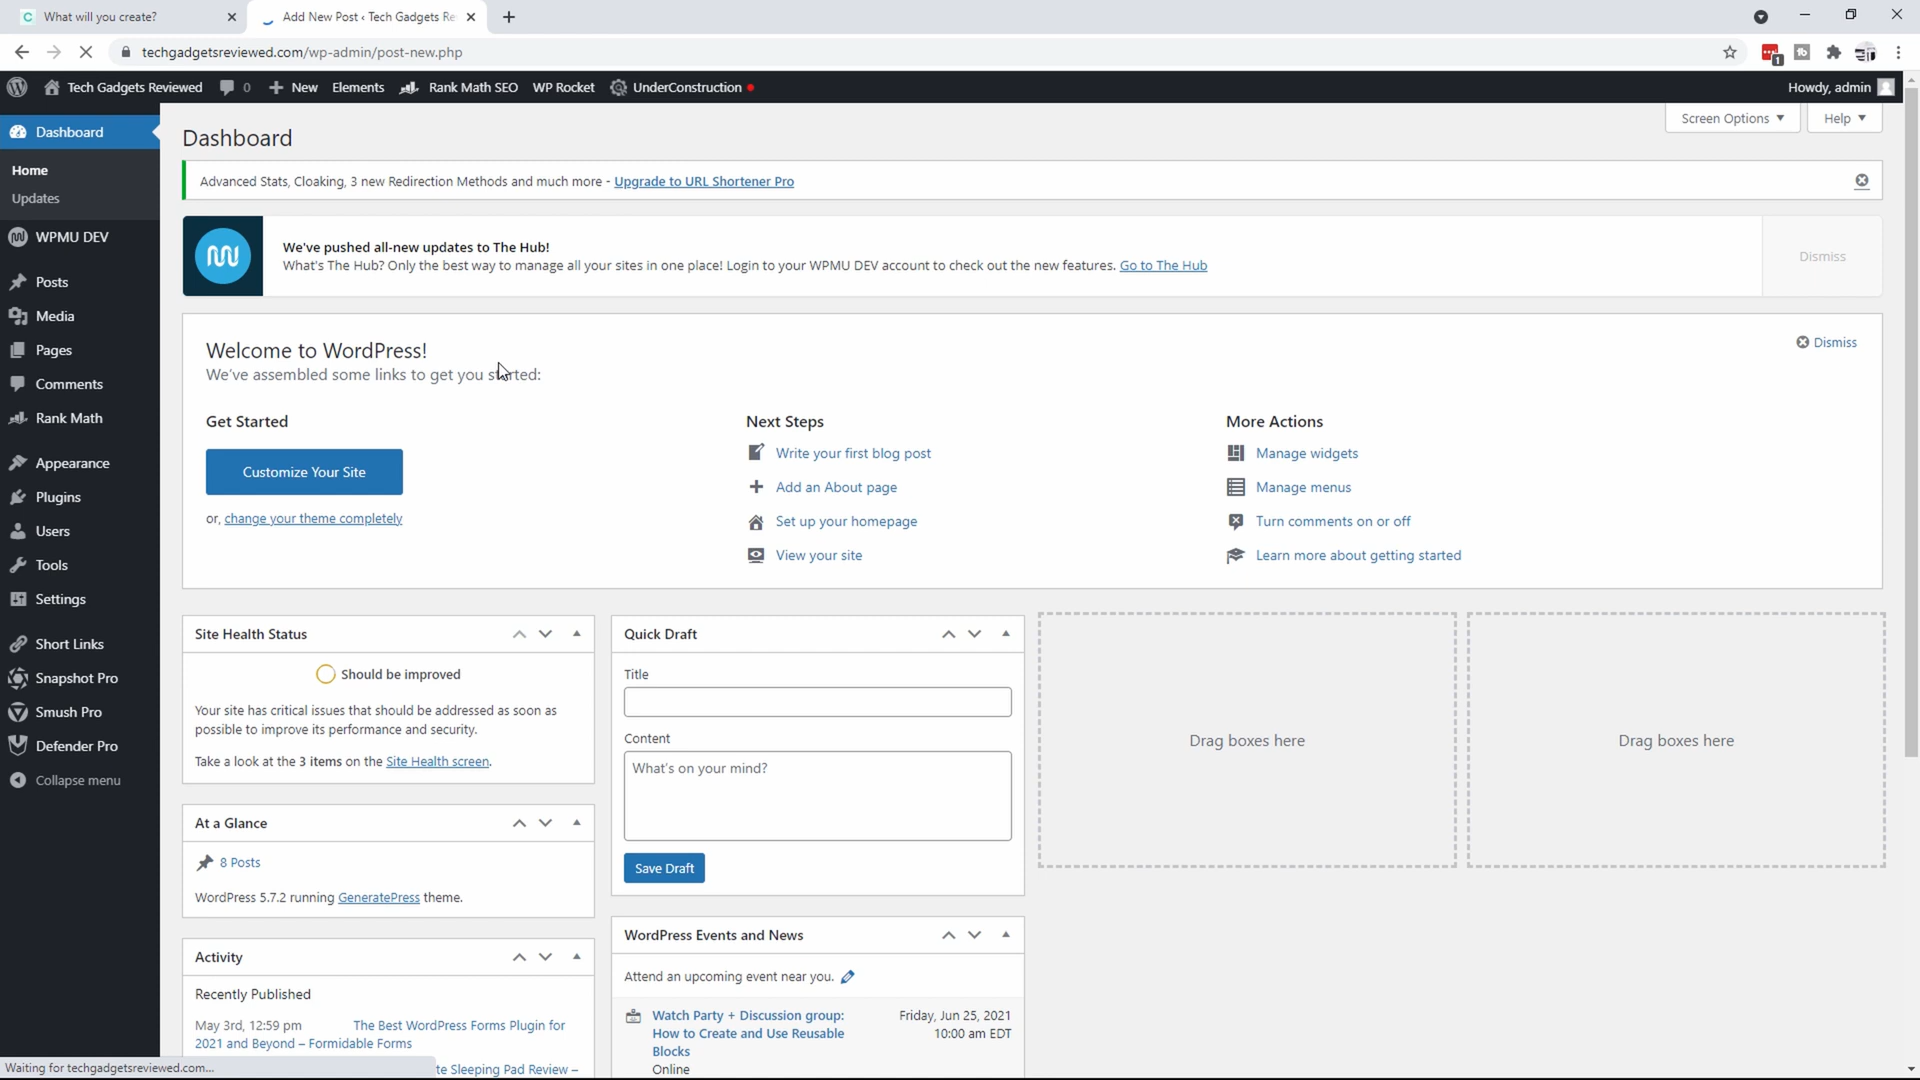 What will you create?
Add New Post ‹ Tech Gadgets Re
techgadgetsreviewed.com/wp-admin/post-new.php
1
Tech Gadgets Reviewed
0
New
Elements
Rank Math SEO
WP Rocket
UnderConstruction
Howdy, admin
Dashboard
Home
Updates
WPMU DEV
Posts
Media
Pages
Comments
Rank Math
Appearance
Plugins
Users
Tools
Settings
Short Links
Snapshot Pro
Smush Pro
Defender Pro
Collapse menu
Screen Options
Help
Dashboard
Advanced Stats, Cloaking, 3 new Redirection Methods and much more - Upgrade to URL Shortener Pro
We've pushed all-new updates to The Hub!
What's The Hub? Only the best way to manage all your sites in one place! Login to your WPMU DEV account to check out the new features. Go to The Hub
Dismiss
Welcome to WordPress!
We've assembled some links to get you started:
Dismiss
Get Started
Customize Your Site
or, change your theme completely
Next Steps
Write your first blog post
Add an About page
Set up your homepage
View your site
More Actions
Manage widgets
Manage menus
Turn comments on or off
Learn more about getting started
Site Health Status
Should be improved
Your site has critical issues that should be addressed as soon as
possible to improve its performance and security.
Take a look at the 3 items on the Site Health screen.
At a Glance
8 Posts
WordPress 5.7.2 running GeneratePress theme.
Activity
Recently Published
May 3rd, 12:59 pm The Best WordPress Forms Plugin for
2021 and Beyond – Formidable Forms
te Sleeping Pad Review –
Quick Draft
Title
Content
What's on your mind?
Save Draft
WordPress Events and News
Attend an upcoming event near you.
Watch Party + Discussion group:
How to Create and Use Reusable
Blocks
Online
Friday, Jun 25, 2021
10:00 am EDT
Drag boxes here
Drag boxes here
Waiting for techgadgetsreviewed.com...